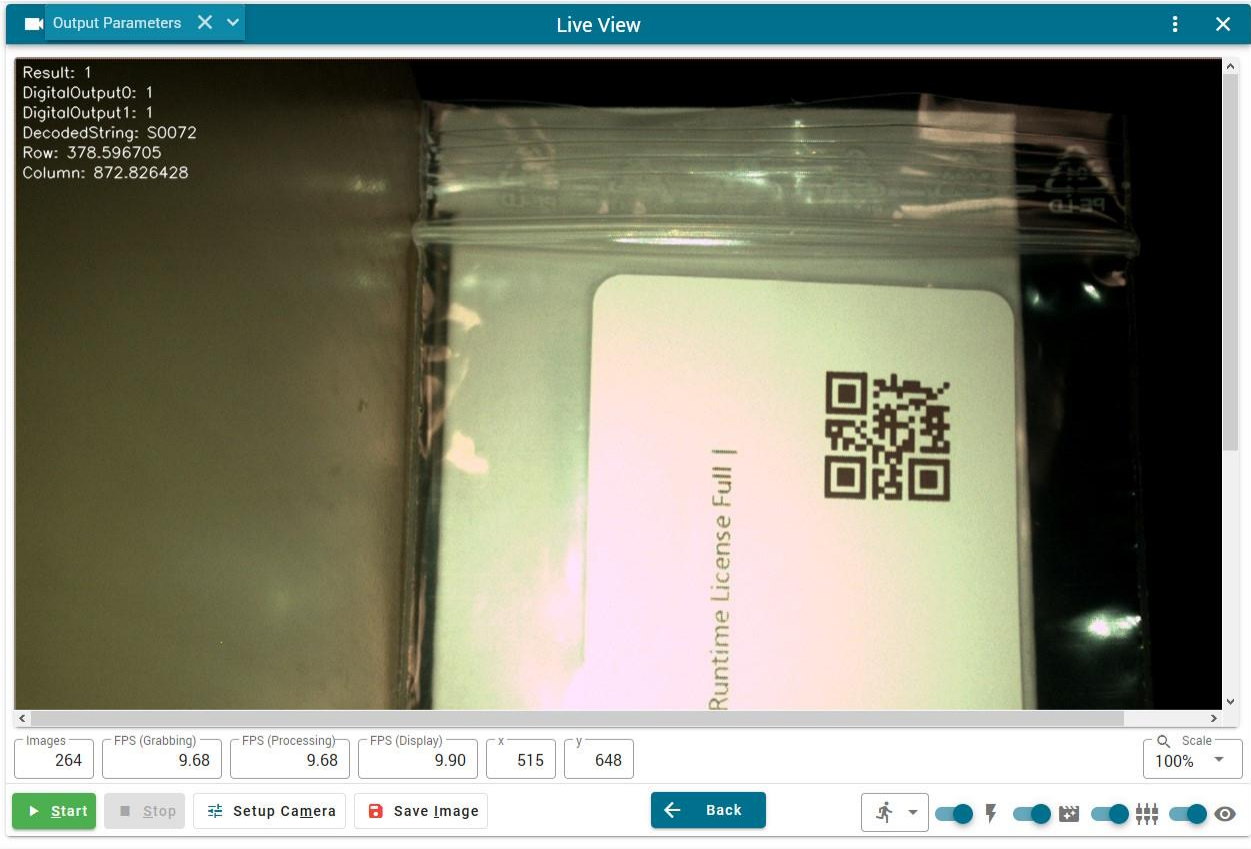 Output Parameters
Live View
Result: 1
DigitalOutput0: 1
DigitalOutput1: 1
DecodedString: S0072
Row: 378.596705
Column: 872.826428
PE-LD
Runtime License Full |
Images
264
FPS (Grabbing)
9.68
FPS (Processing)
9.68
FPS (Display)
9.90
x
515
y
648
Scale
100%
Start
Stop
Setup Camera
Save Image
Back